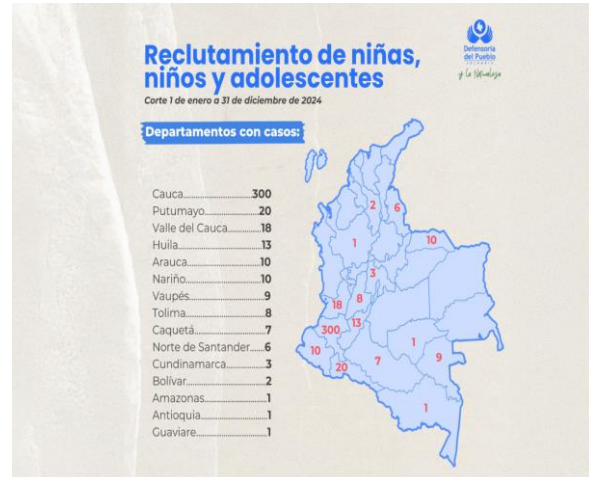 Reclutamiento de niñas,
niños y adolescentes
Corte 1 de enero a 31 de diciembre de 2024
Defensoría
del Pueblo
COLOMBIA
y la Naturaleza
Departamentos con casos:
Cauca....................300
Putumayo....................20
Valle del Cauca....................18
Huila....................13
Arauca....................10
Nariño....................10
Vaupés....................9
Tolima....................8
Caquetá....................7
Norte de Santander......6
Cundinamarca....................3
Bolívar....................2
Amazonas....................1
Antioquia....................1
Guaviare....................1
2
6
1
10
3
18
8
300
13
1
10
20
7
9
1